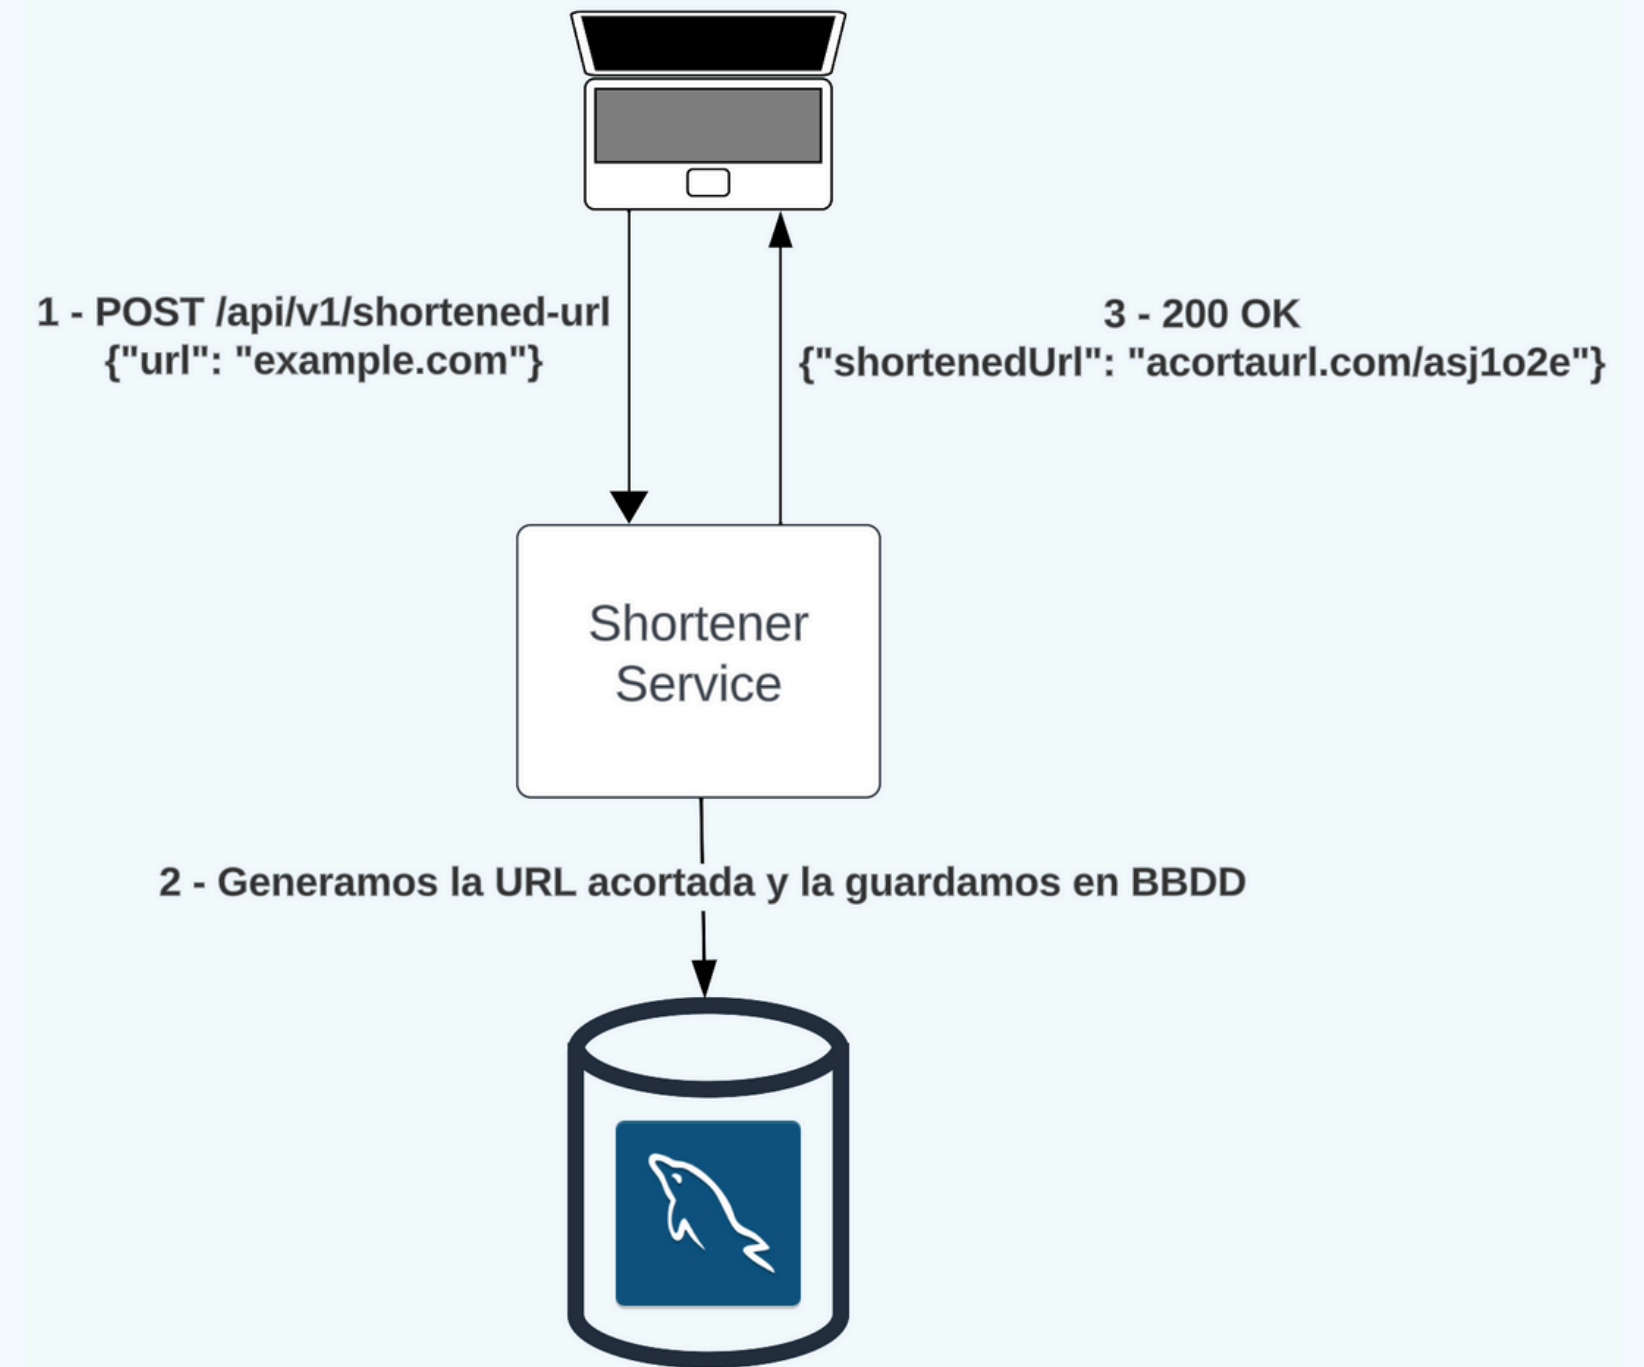 1 - POST /api/v1/shortened-url
{"url": "example.com"}
3 - 200 OK
{"shortenedUrl": "acortaurl.com/asj1o2e"}
Shortener
Service
2 - Generamos la URL acortada y la guardamos en BBDD